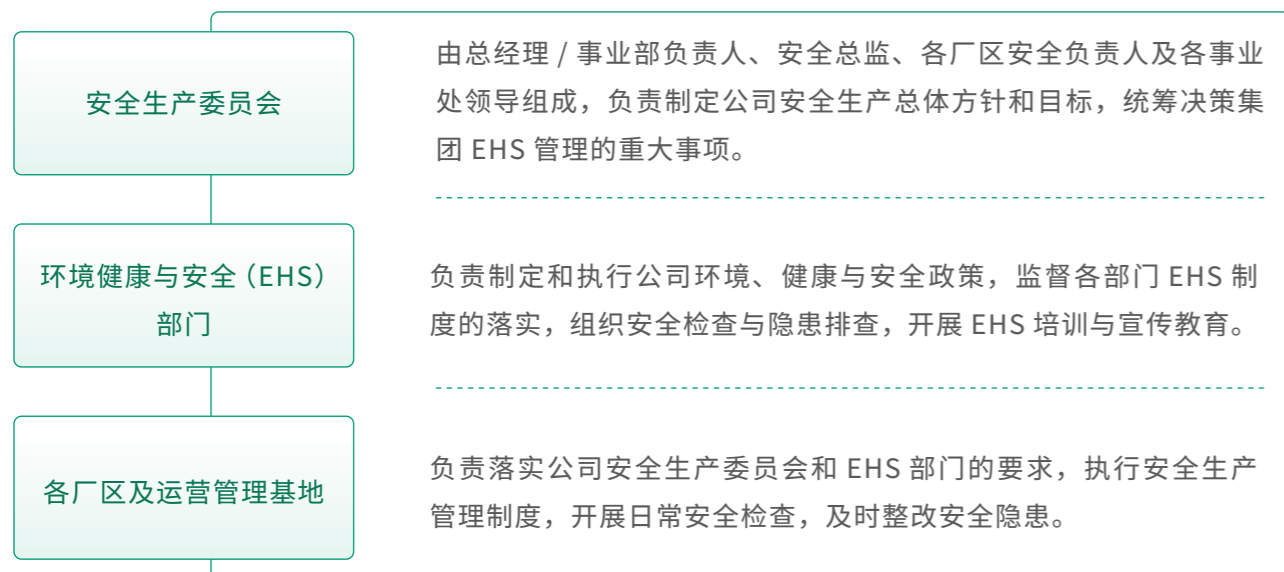 安全生产委员会
由总经理 / 事业部负责人、安全总监、各厂区安全负责人及各事业
处领导组成，负责制定公司安全生产总体方针和目标，统筹决策集
团 EHS 管理的重大事项。
环境健康与安全（EHS）
部门
负责制定和执行公司环境、健康与安全政策，监督各部门 EHS 制
度的落实，组织安全检查与隐患排查，开展 EHS 培训与宣传教育。
各厂区及运营管理基地
负责落实公司安全生产委员会和 EHS 部门的要求，执行安全生产
管理制度，开展日常安全检查，及时整改安全隐患。